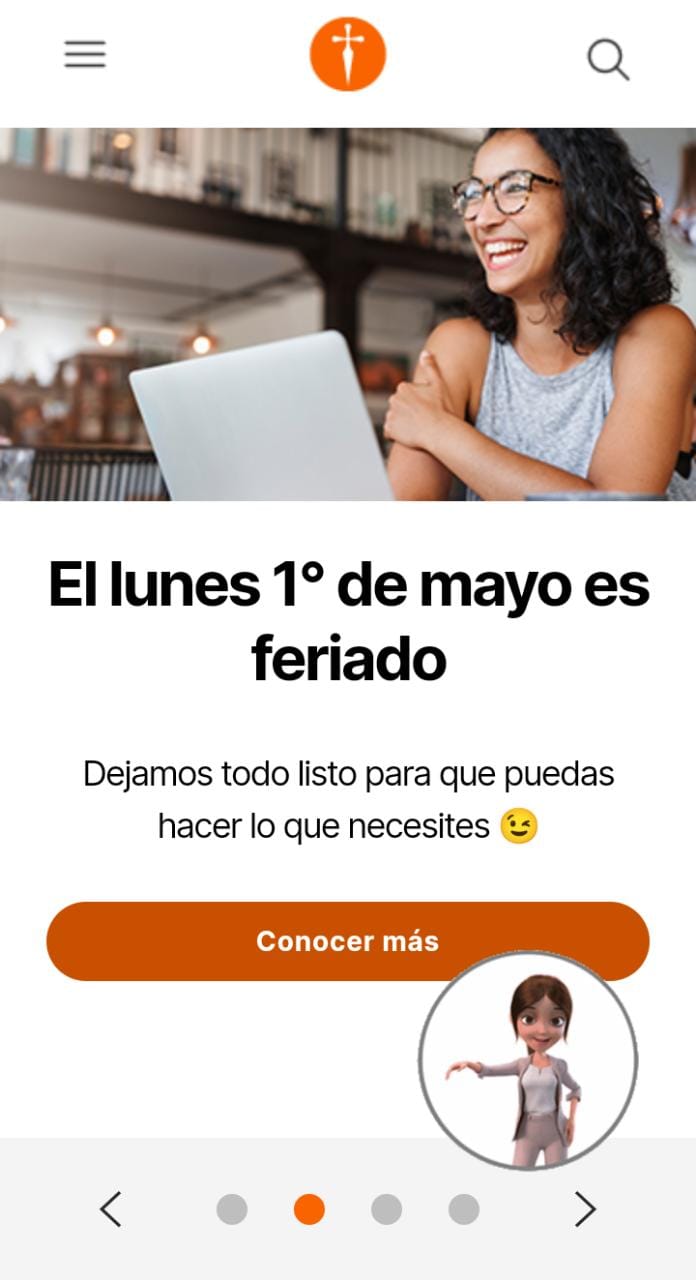 El lunes 1° de mayo es
feriado
Dejamos todo listo para que puedas
hacer lo que necesites 😉
Conocer más